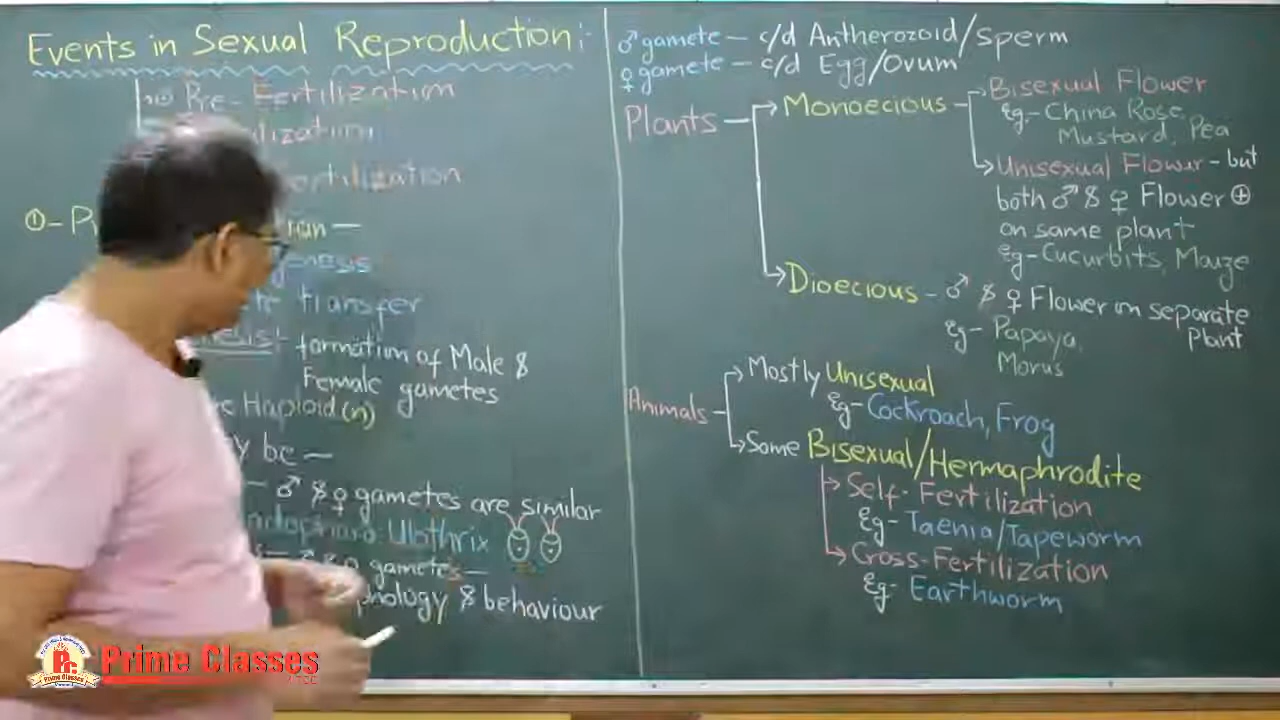 Events in Sexual Reproduction:-
Pre-Fertilization
① - Pr
genesis
transfer
formation of Male &
Female gametes
Haploid (n)
be —
♂ & ♀ gametes are similar
Ulothrix
♂ & ♀ gametes —
phology & behaviour
♂ gamete — c/d Antherozoid/sperm
♀ gamete — c/d Egg/Ovum
Plants
Monoecious
Bisexual Flower
Eg- China Rose,
Mustard, Pea
Unisexual Flower - but
both ♂ & ♀ Flower ⊕
on same plant
Eg- Cucurbits, Maize
Dioecious - ♂ & ♀ Flower on separate
Plant
Eg- Papaya,
Morus
Animals
Mostly Unisexual
Eg- Cockroach, Frog
Some Bisexual/Hermaphrodite
Self-Fertilization
Eg- Taenia/Tapeworm
Cross-Fertilization
Eg- Earthworm
Prime Classes